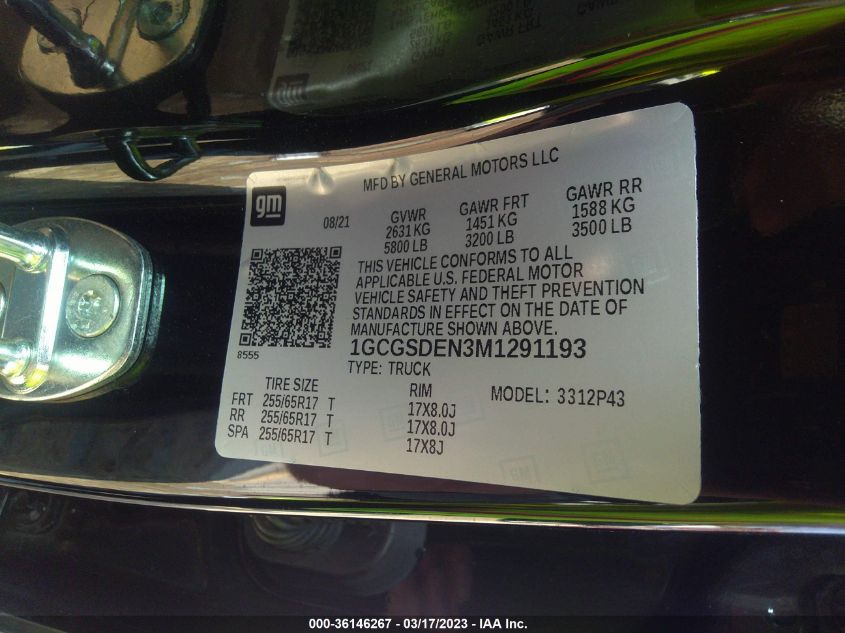 MFD BY GENERAL MOTORS LLC
gm
08/21
GVWR GAWR FRT GAWR RR
2631 KG 1451 KG 1588 KG
5800 LB 3200 LB 3500 LB
THIS VEHICLE CONFORMS TO ALL
APPLICABLE U.S. FEDERAL MOTOR
VEHICLE SAFETY AND THEFT PREVENTION
STANDARDS IN EFFECT ON THE DATE OF
MANUFACTURE SHOWN ABOVE.
8555
1GCGSDEN3M1291193
TYPE: TRUCK
TIRE SIZE RIM MODEL: 3312P43
FRT 255/65R17 T 17X8.0J
RR 255/65R17 T 17X8.0J
SPA 255/65R17 T 17X8J
000-36146267 - 03/17/2023 - IAA Inc.